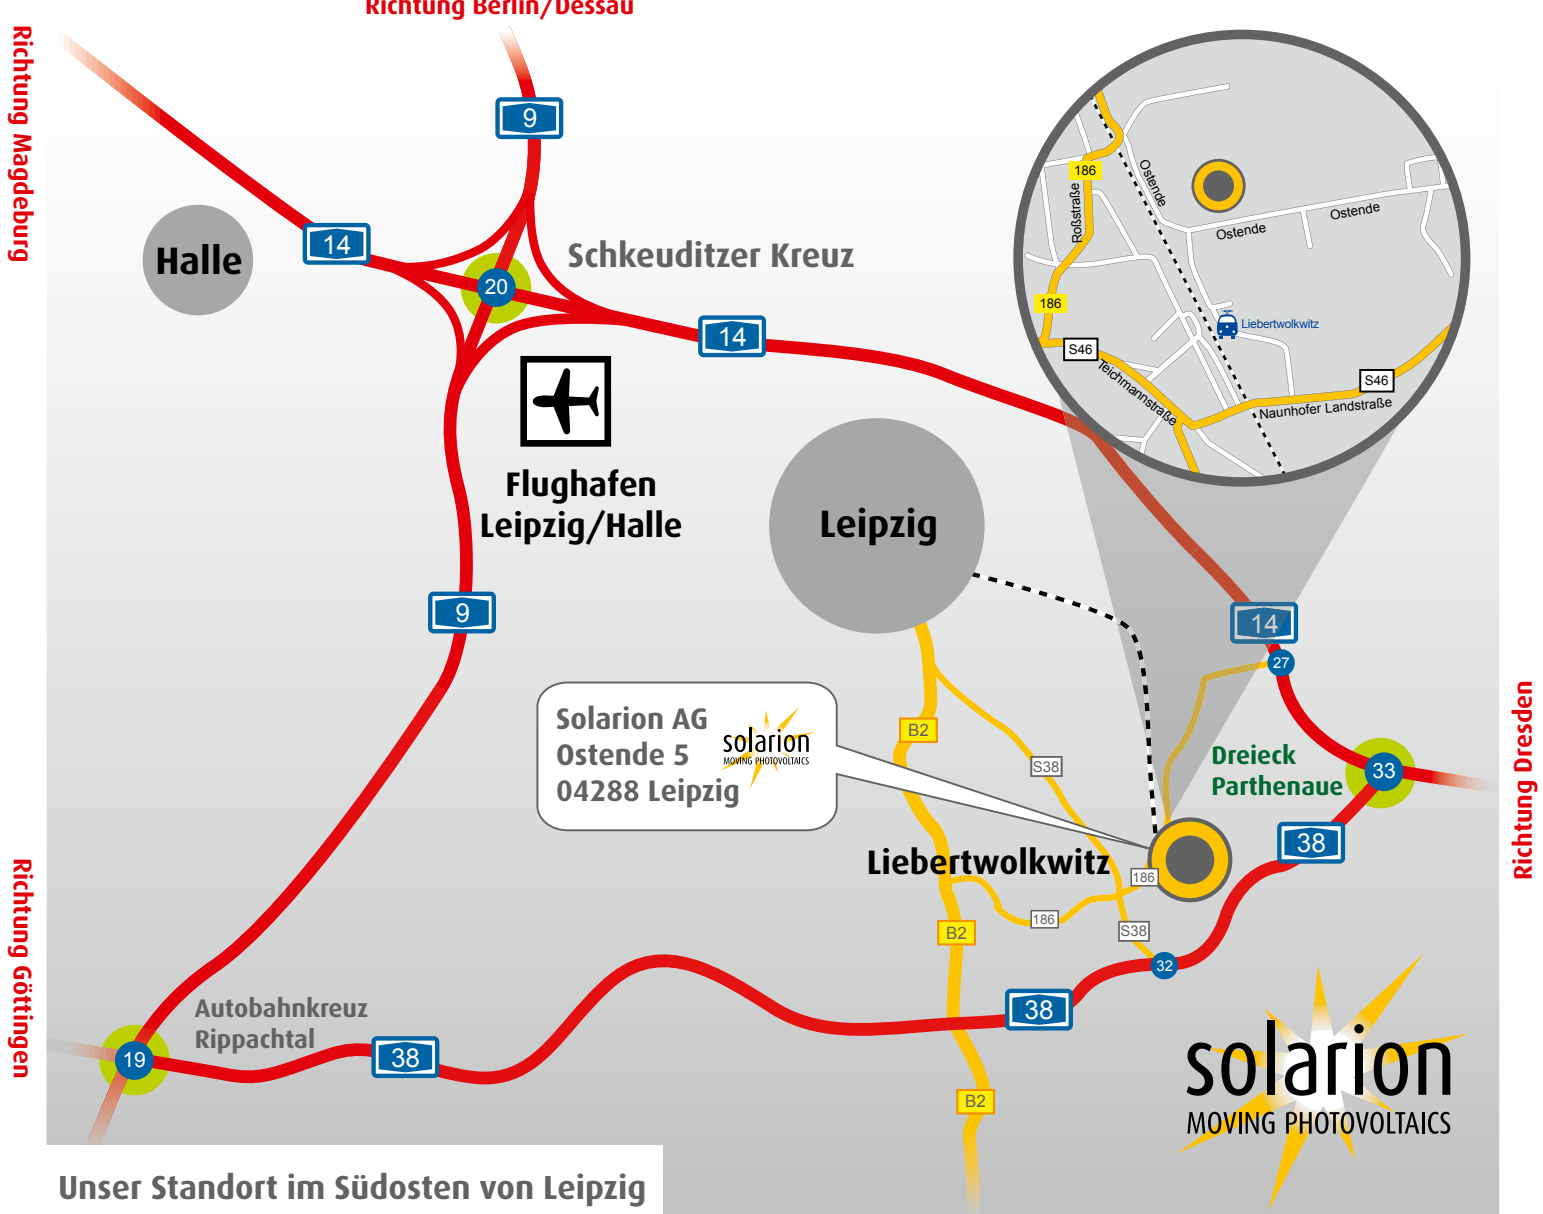 Richtung Berlin/Dessau
Richtung Magdeburg
9
14
Halle
20
Schkeuditzer Kreuz
14
Flughafen
Leipzig/Halle
Leipzig
9
186
Roßstraße
Ostende
Ostende
Ostende
186
Liebertwolkwitz
S46
Teichmannstraße
S46
Naunhofer Landstraße
14
27
Solarion AG
Ostende 5
04288 Leipzig
solarion
MOVING PHOTOVOLTAICS
B2
S38
Dreieck
Parthenaue
33
Richtung Dresden
38
Liebertwolkwitz
186
186
B2
S38
32
38
Richtung Göttingen
Autobahnkreuz
Rippachtal
19
38
B2
solarion
MOVING PHOTOVOLTAICS
Unser Standort im Südosten von Leipzig